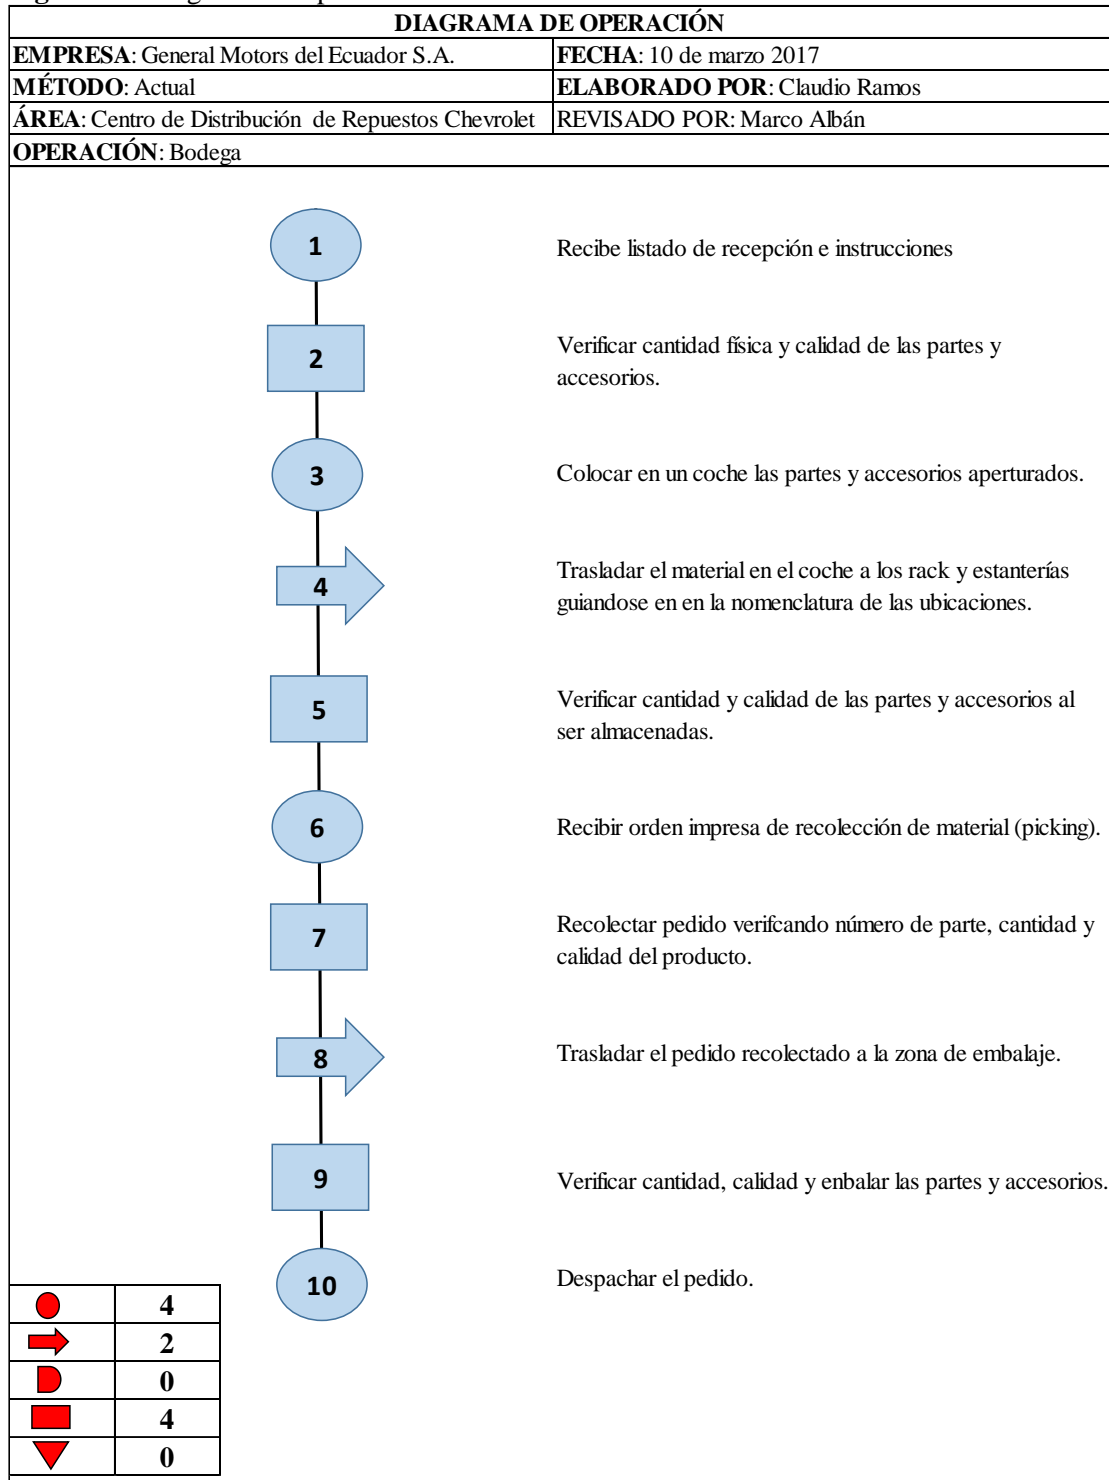 DIAGRAMA DE OPERACIÓN
EMPRESA: General Motors del Ecuador S.A.
FECHA: 10 de marzo 2017
MÉTODO: Actual
ELABORADO POR: Claudio Ramos
ÁREA: Centro de Distribución de Repuestos Chevrolet
REVISADO POR: Marco Albán
OPERACIÓN: Bodega
1
Recibe listado de recepción e instrucciones
2
Verificar cantidad física y calidad de las partes y
accesorios.
3
Colocar en un coche las partes y accesorios aperturados.
4
Trasladar el material en el coche a los rack y estanterías
guiandose en en la nomenclatura de las ubicaciones.
5
Verificar cantidad y calidad de las partes y accesorios al
ser almacenadas.
6
Recibir orden impresa de recolección de material (picking).
7
Recolectar pedido verifcando número de parte, cantidad y
calidad del producto.
8
Trasladar el pedido recolectado a la zona de embalaje.
9
Verificar cantidad, calidad y enbalar las partes y accesorios.
10
Despachar el pedido.
4
2
0
4
0